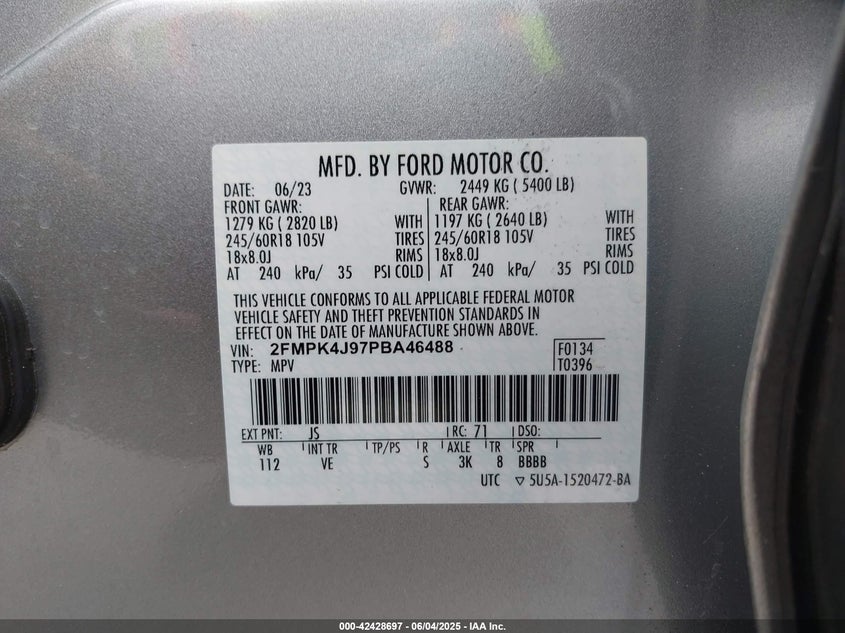 MFD. BY FORD MOTOR CO.
DATE: 06/23 GVWR: 2449 KG ( 5400 LB)
FRONT GAWR: REAR GAWR:
1279 KG ( 2820 LB) WITH 1197 KG ( 2640 LB) WITH
245/60R18 105V TIRES 245/60R18 105V TIRES
18x8.0J RIMS 18x8.0J RIMS
AT 240 kPa/ 35 PSI COLD AT 240 kPa/ 35 PSI COLD
THIS VEHICLE CONFORMS TO ALL APPLICABLE FEDERAL MOTOR
VEHICLE SAFETY AND THEFT PREVENTION STANDARDS IN
EFFECT ON THE DATE OF MANUFACTURE SHOWN ABOVE.
VIN: 2FMPK4J97PBA46488 F0134
TYPE: MPV T0396
EXT PNT: JS RC: 71 DSO:
WB INT TR TP/PS R AXLE TR SPR
112 VE S 3K 8 BBBB
UTC ▽ 5U5A-1520472-BA
000-42428697 - 06/04/2025 - IAA Inc.